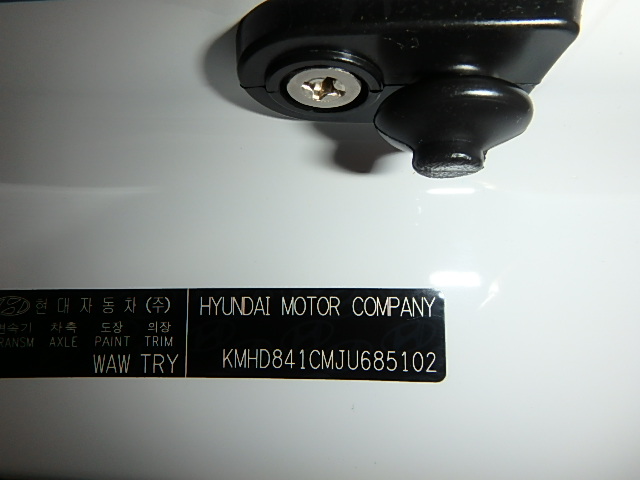 현대자동차(주)
HYUNDAI MOTOR COMPANY
변속기 차축 도장 의장
TRANSM AXLE PAINT TRIM
WAW TRY
KMHD841CMJU685102